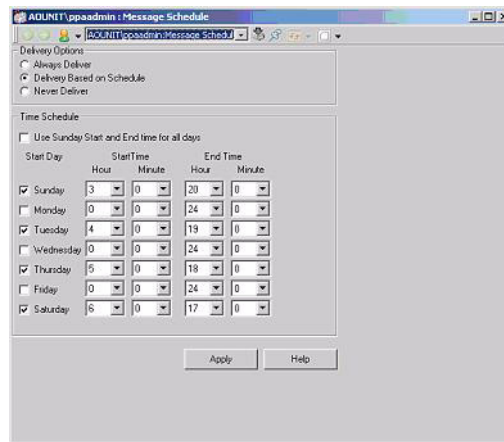 AOUNIT\ppaadmin : Message Schedule
AOUNIT\ppaadmin:Message Schedul
Delivery Options
Always Deliver
Delivery Based on Schedule
Never Deliver
Time Schedule
Use Sunday Start and End time for all days
Start Day StartTime End Time
Hour Minute Hour Minute
Sunday 3 0 20 0
Monday 0 0 24 0
Tuesday 4 0 19 0
Wednesday 0 0 24 0
Thursday 5 0 18 0
Friday 0 0 24 0
Saturday 6 0 17 0
Apply Help